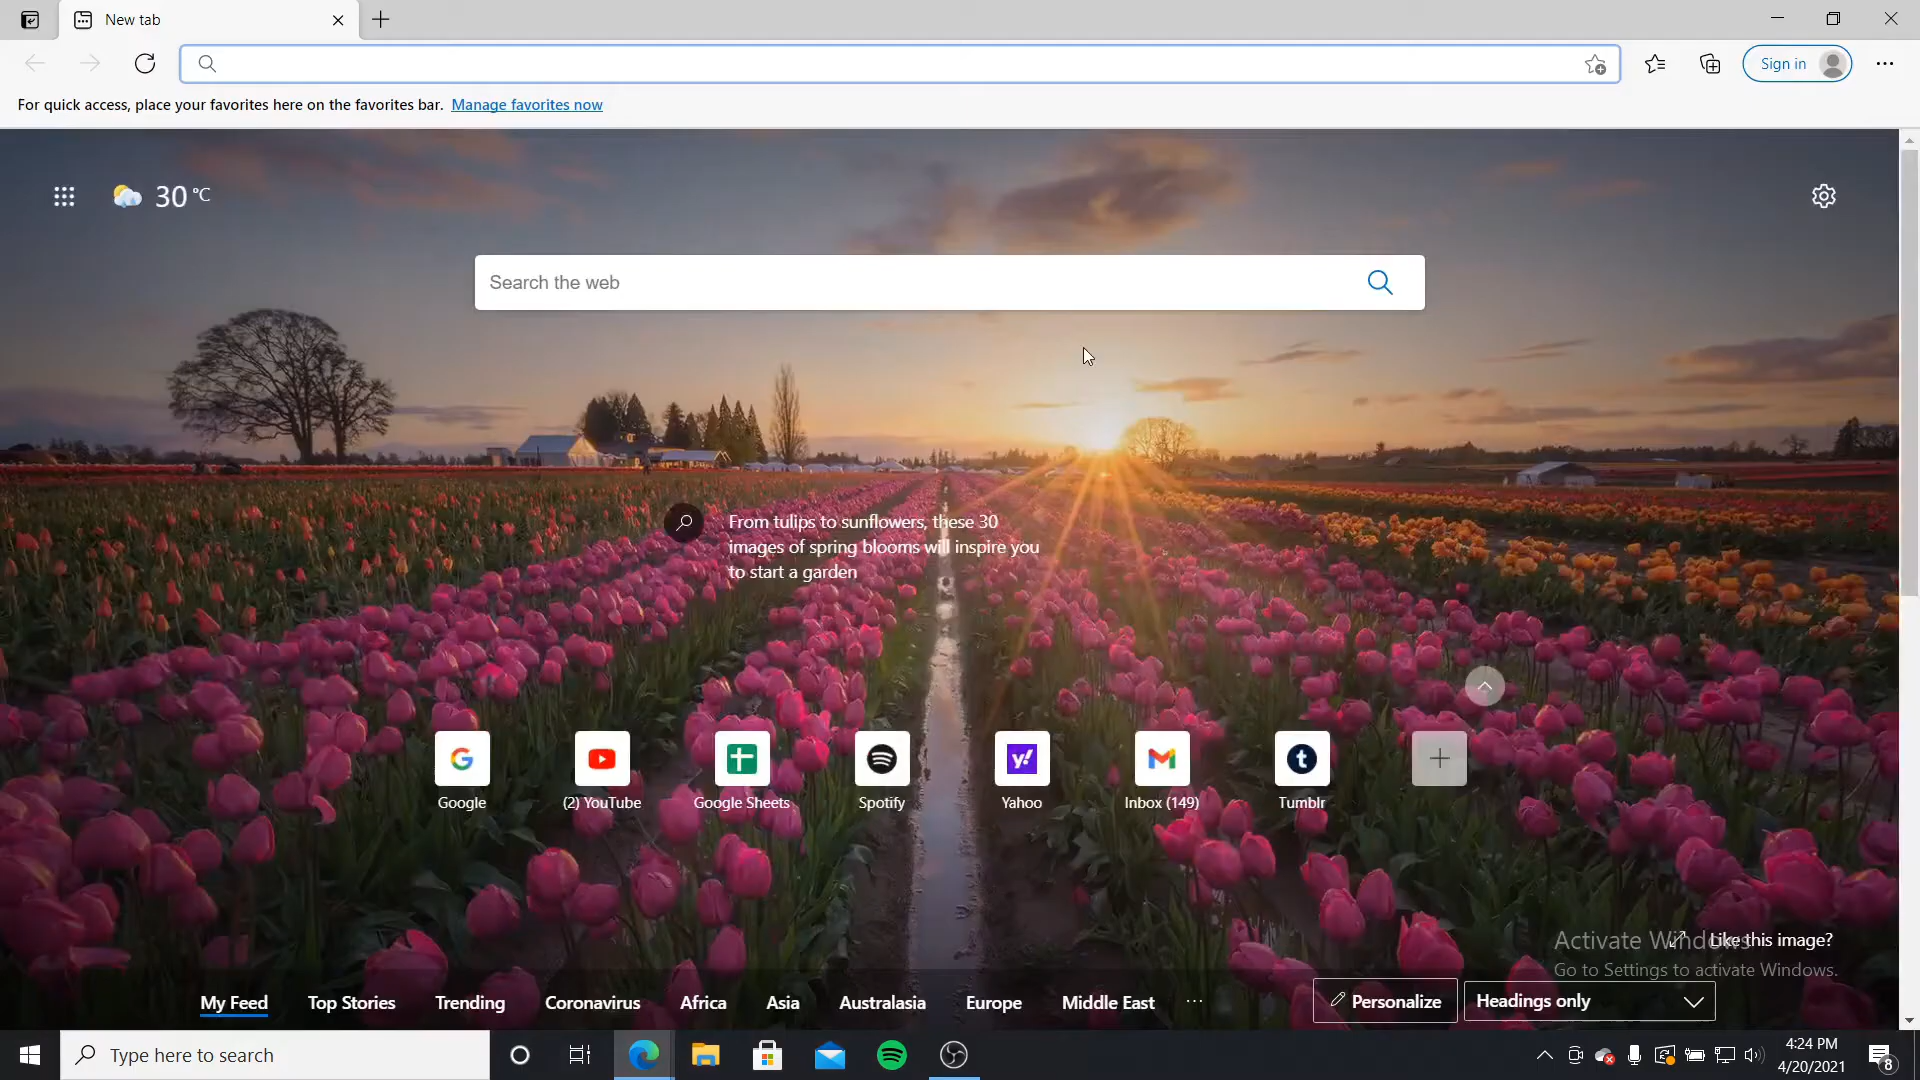 New tab
Sign in
For quick access, place your favorites here on the favorites bar. Manage favorites now
30 °C
Search the web
From tulips to sunflowers, these 30
images of spring blooms will inspire you
to start a garden
Google
(2) YouTube
Google Sheets
Spotify
Yahoo
Inbox (149)
Tumblr
Activate Windows
Like this image?
Go to Settings to activate Windows.
My Feed
Top Stories
Trending
Coronavirus
Africa
Asia
Australasia
Europe
Middle East
Personalize
Headings only
Type here to search
4:24 PM
4/20/2021
8